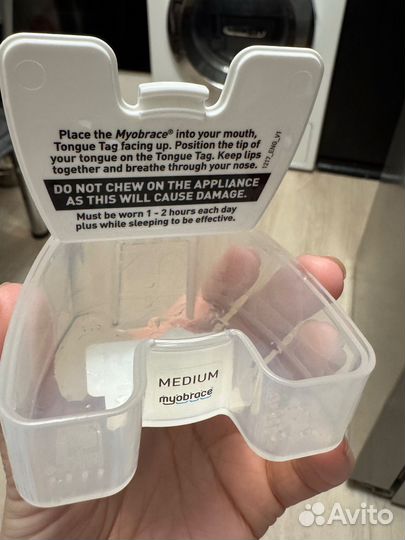 Place the Myobrace® into your mouth,
Tongue Tag facing up. Position the tip of
your tongue on the Tongue Tag. Keep lips
together and breathe through your nose.
DO NOT CHEW ON THE APPLIANCE
AS THIS WILL CAUSE DAMAGE.
Must be worn 1 - 2 hours each day
plus while sleeping to be effective.
1217_ENG_V1
MEDIUM
myobrace
Avito